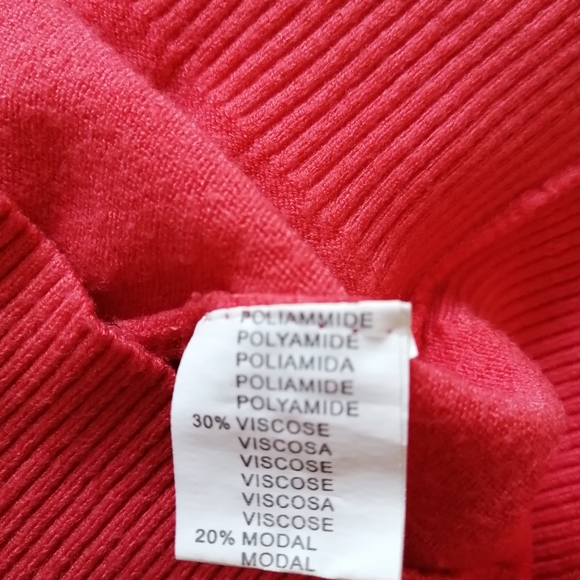 POLIAMMIDE
POLYAMIDE
POLIAMIDA
POLIAMIDE
POLYAMIDE
30% VISCOSE
VISCOSA
VISCOSE
VISCOSE
VISCOSA
VISCOSE
20% MODAL
MODAL